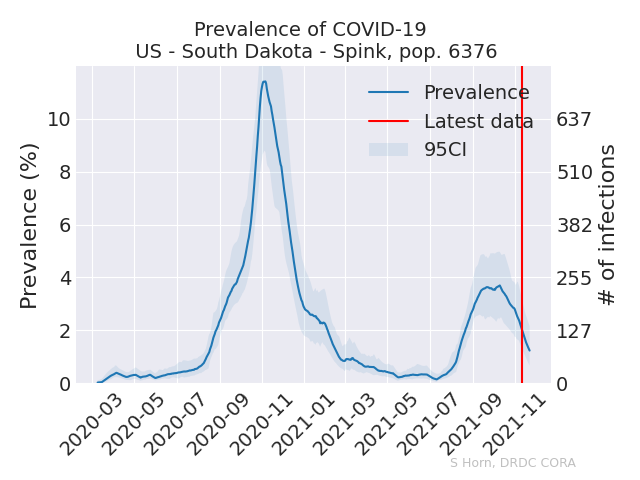 Prevalence of COVID-19
US - South Dakota - Spink, pop. 6376
Prevalence
Latest data
95CI
Prevalence (%)
10
8
6
4
2
0
637
510
382
255
127
0
# of infections
2020-03
2020-05
2020-07
2020-09
2020-11
2021-01
2021-03
2021-05
2021-07
2021-09
2021-11
S Horn, DRDC CORA